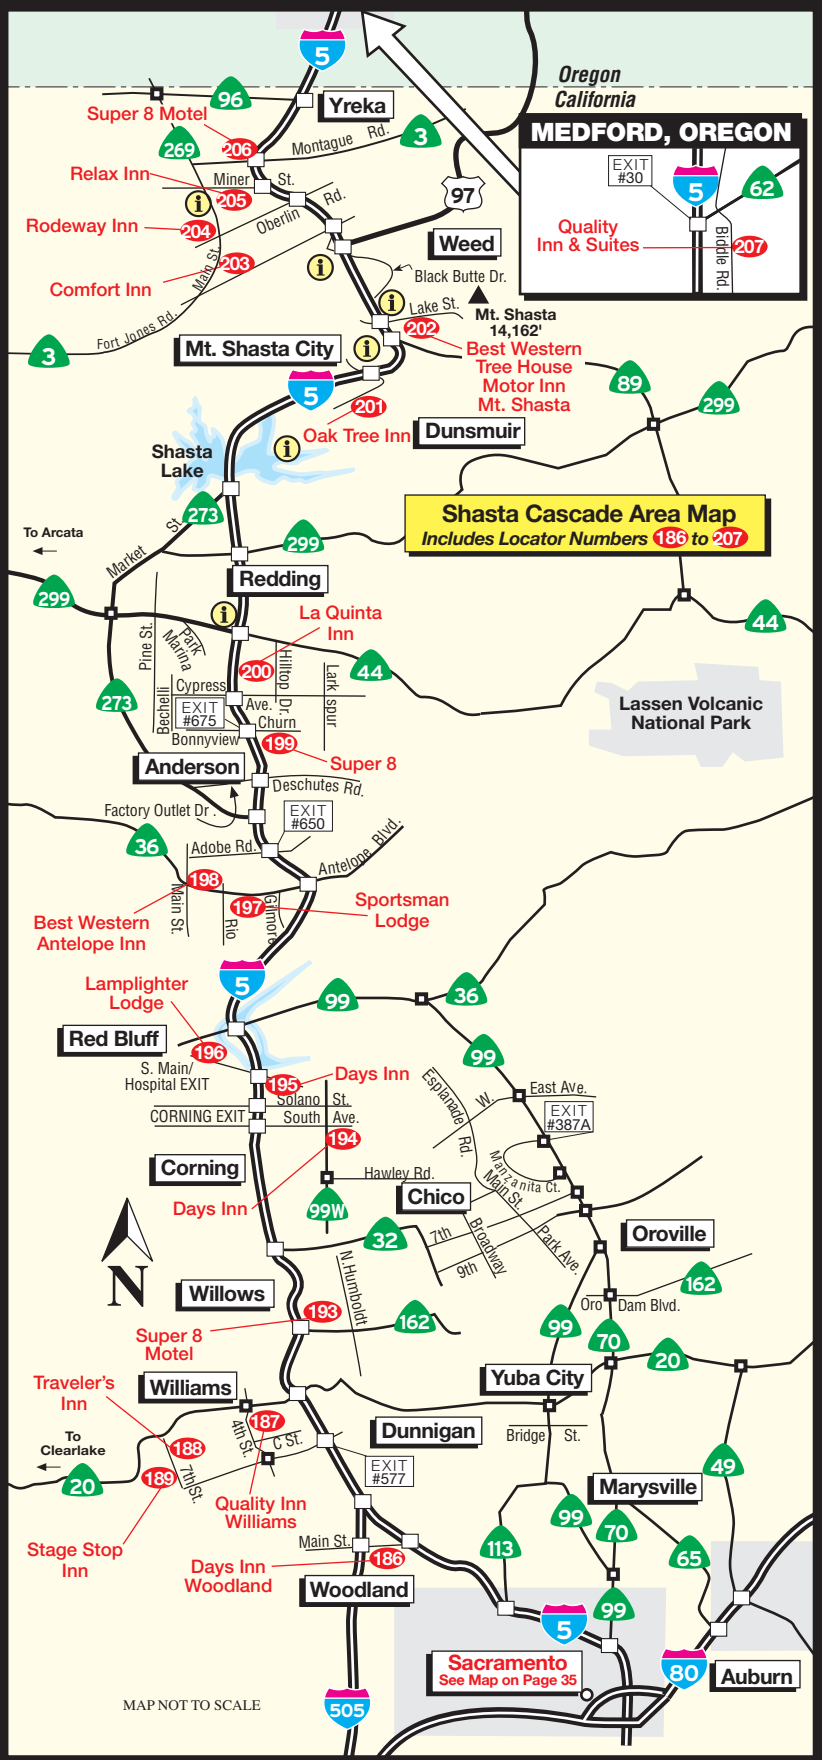 5
Oregon
California
96
Yreka
Super 8 Motel
269
206
Montague Rd.
3
MEDFORD, OREGON
EXIT
#30
5
62
Quality
Inn & Suites
207
Biddle Rd.
Relax Inn
Miner St.
205
97
i
Oberlin Rd.
Rodeway Inn
204
Main St.
203
Comfort Inn
Weed
i
Black Butte Dr.
i
Lake St.
Mt. Shasta
14,162'
202
3
Fort Jones Rd.
Mt. Shasta City
i
Best Western
Tree House
Motor Inn
Mt. Shasta
89
299
5
201
Oak Tree Inn
Dunsmuir
Shasta
Lake
i
273
Market St.
299
Shasta Cascade Area Map
Includes Locator Numbers 186 to 207
To Arcata
299
Redding
i
La Quinta
Inn
44
Pine St.
Park
Marina
200
Hilltop Dr.
Lark spur
44
273
Bechelli
Cypress
Ave.
EXIT
#675
Churn
Bonnyview
199
Super 8
Lassen Volcanic
National Park
Anderson
Deschutes Rd.
Factory Outlet Dr.
EXIT
#650
36
Adobe Rd.
Antelope Blvd.
198
Main St.
Rio
197
Gilmore
Sportsman
Lodge
Best Western
Antelope Inn
5
Lamplighter
Lodge
99
36
Red Bluff
196
99
S. Main/
Hospital EXIT
195
Days Inn
Solano St.
CORNING EXIT
South Ave.
Esplanade Rd.
W. East Ave.
EXIT
#387A
194
Corning
Hawley Rd.
Manzanita Ct.
Main St.
Days Inn
99W
Chico
N
32
7th
Broadway
9th
Park Ave.
Oroville
Willows
N.Humboldt
162
Oro Dam Blvd.
193
162
99
70
20
Super 8
Motel
Traveler's
Inn
Williams
Yuba City
187
4th St.
C St.
Dunnigan
Bridge St.
To
Clearlake
20
188
189
7th St.
EXIT
#577
49
Quality Inn
Williams
Marysville
99
70
65
113
Stage Stop
Inn
Main St.
186
Days Inn
Woodland
Woodland
5
99
Sacramento
See Map on Page 35
80
Auburn
505
MAP NOT TO SCALE